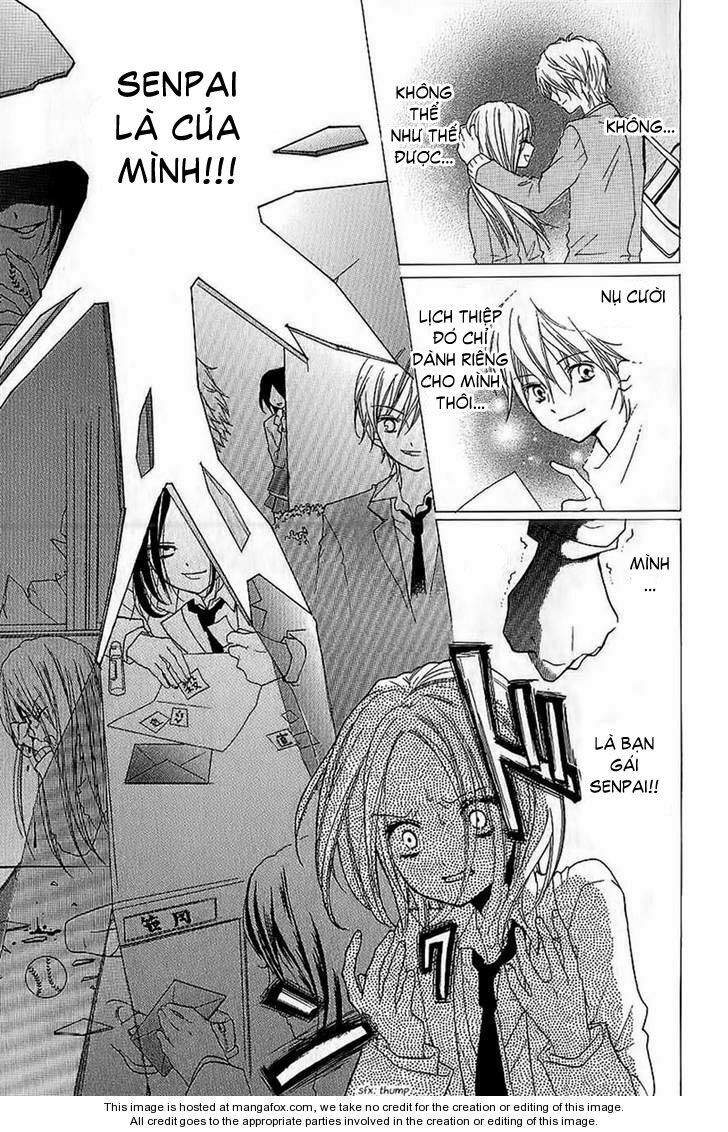 KHÔNG...
KHÔNG
THỂ
NHƯ THẾ
ĐƯỢC...
NỤ CƯỜI
LỊCH THIỆP
ĐÓ CHỈ
DÀNH RIÊNG
CHO MÌNH
THÔI...
MÌNH
...
LÀ BẠN
GÁI
SENPAI!!
SENPAI
LÀ CỦA
MÌNH!!!
sfx: thump
This image is hosted at mangafox.com, we take no credit for the creation or editing of this image.
All credit goes to the appropriate parties involved in the creation or editing of this image.